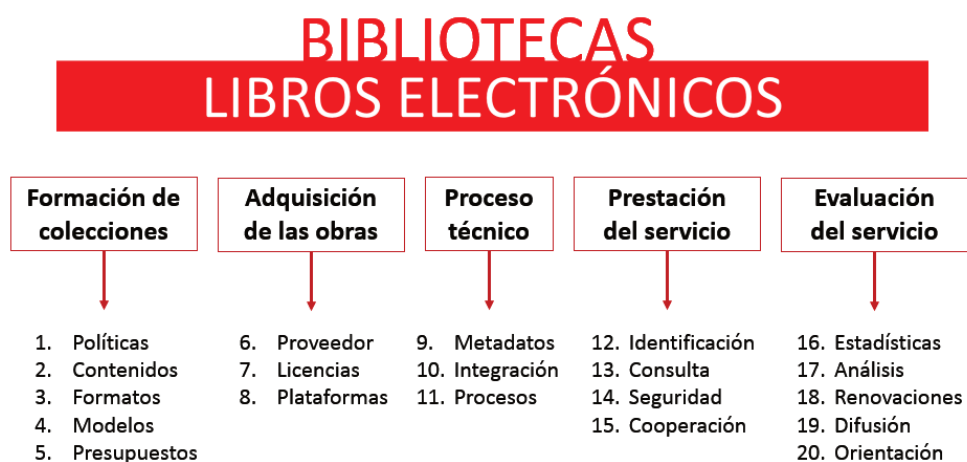 BIBLIOTECAS
LIBROS ELECTRÓNICOS
Formación de
colecciones
1. Políticas
2. Contenidos
3. Formatos
4. Modelos
5. Presupuestos
Adquisición
de las obras
6. Proveedor
7. Licencias
8. Plataformas
Proceso
técnico
9. Metadatos
10. Integración
11. Procesos
Prestación
del servicio
12. Identificación
13. Consulta
14. Seguridad
15. Cooperación
Evaluación
del servicio
16. Estadísticas
17. Análisis
18. Renovaciones
19. Difusión
20. Orientación